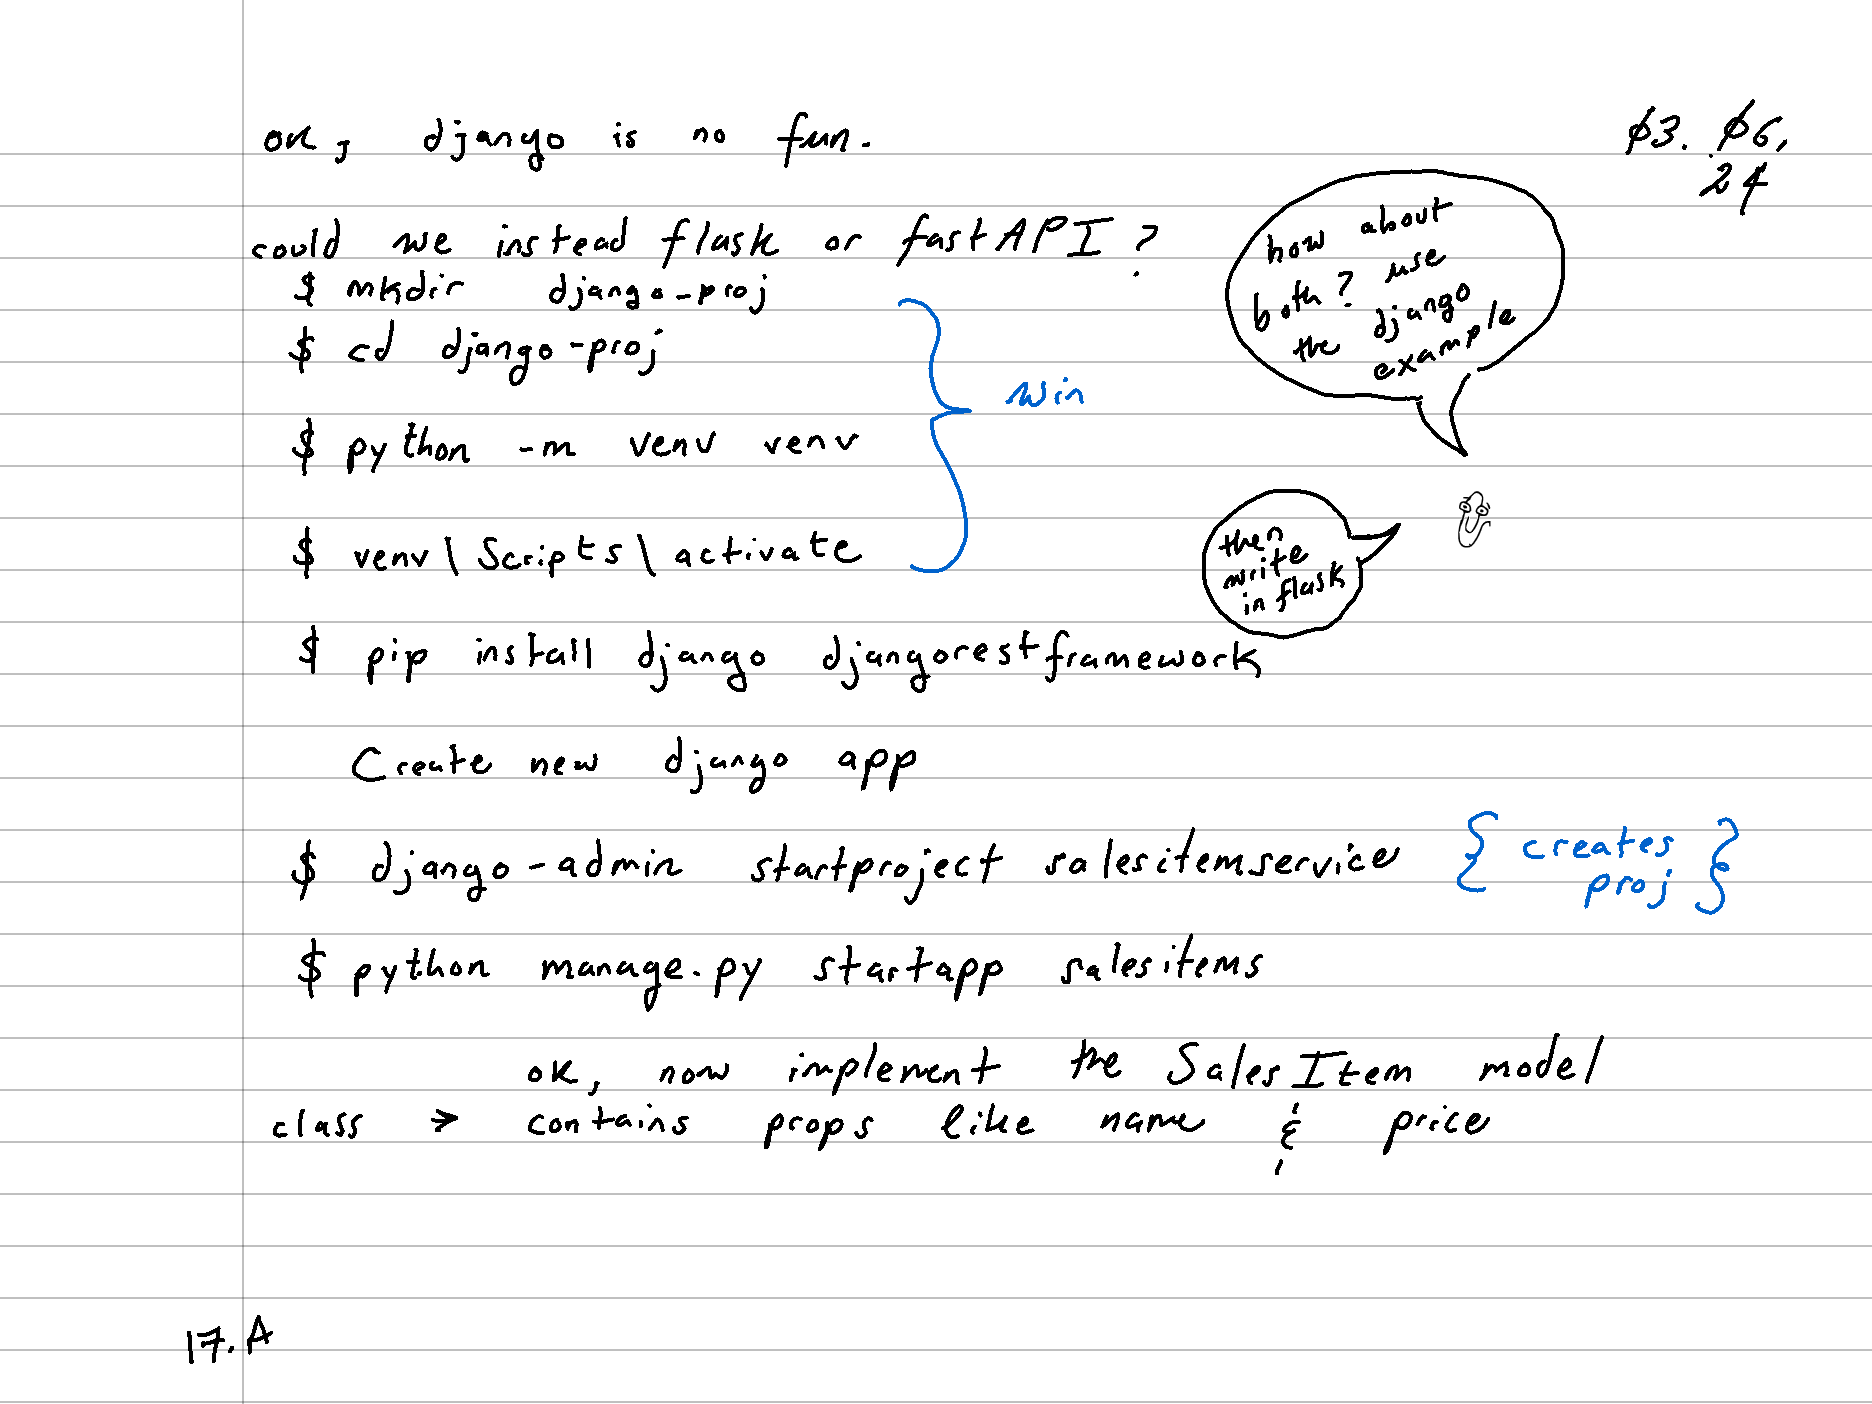 ok, django is no fun.
ø3. ø6.
24
could we instead flask or fastAPI?
how about
both? use
the django
example
$ mkdir django-proj
$ cd django-proj
win
$ python -m venv venv
$ venv\Scripts\activate
then
write
in flask
$ pip install django djangorestframework
Create new django app
$ django-admin startproject salesitemservice { creates
proj }
$ python manage.py startapp salesitems
ok, now implement the SalesItem model
class → contains props like name & price
17.A